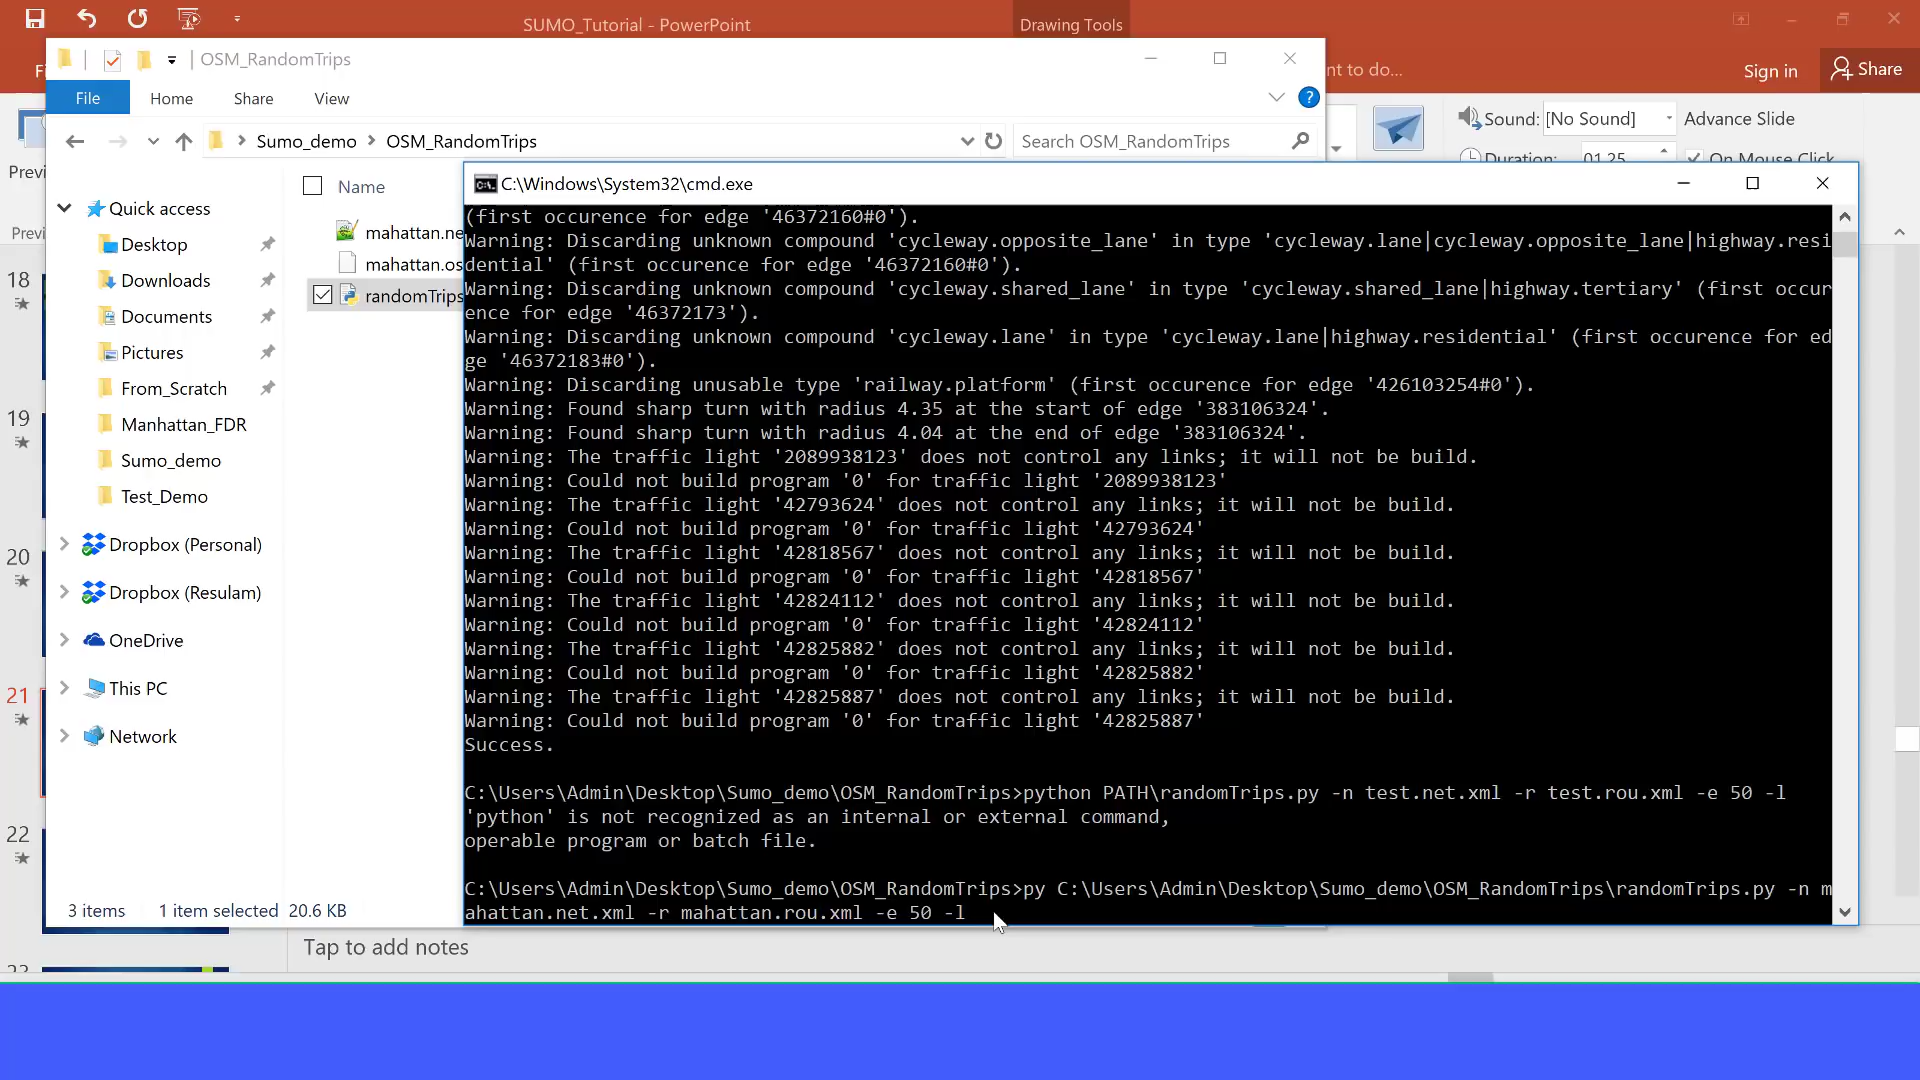 SUMO_Tutorial - PowerPoint
Drawing Tools
OSM_RandomTrips
nt to do...
Sign in
Share
File
Home
Share
View
Sound:
[No Sound]
Advance Slide
Sumo_demo
OSM_RandomTrips
Search OSM_RandomTrips
Duration:
01.25
On Mouse Click
Previ
Name
C:\Windows\System32\cmd.exe
Quick access
Desktop
Downloads
Documents
Pictures
From_Scratch
Manhattan_FDR
Sumo_demo
Test_Demo
Dropbox (Personal)
Dropbox (Resulam)
OneDrive
This PC
Network
mahattan.ne
mahattan.os
randomTrips
Previ
18
19
20
21
22
23
(first occurence for edge '46372160#0').
Warning: Discarding unknown compound 'cycleway.opposite_lane' in type 'cycleway.lane|cycleway.opposite_lane|highway.resi
dential' (first occurence for edge '46372160#0').
Warning: Discarding unknown compound 'cycleway.shared_lane' in type 'cycleway.shared_lane|highway.tertiary' (first occur
ence for edge '46372173').
Warning: Discarding unknown compound 'cycleway.lane' in type 'cycleway.lane|highway.residential' (first occurence for ed
ge '46372183#0').
Warning: Discarding unusable type 'railway.platform' (first occurence for edge '426103254#0').
Warning: Found sharp turn with radius 4.35 at the start of edge '383106324'.
Warning: Found sharp turn with radius 4.04 at the end of edge '383106324'.
Warning: The traffic light '2089938123' does not control any links; it will not be build.
Warning: Could not build program '0' for traffic light '2089938123'
Warning: The traffic light '42793624' does not control any links; it will not be build.
Warning: Could not build program '0' for traffic light '42793624'
Warning: The traffic light '42818567' does not control any links; it will not be build.
Warning: Could not build program '0' for traffic light '42818567'
Warning: The traffic light '42824112' does not control any links; it will not be build.
Warning: Could not build program '0' for traffic light '42824112'
Warning: The traffic light '42825882' does not control any links; it will not be build.
Warning: Could not build program '0' for traffic light '42825882'
Warning: The traffic light '42825887' does not control any links; it will not be build.
Warning: Could not build program '0' for traffic light '42825887'
Success.
C:\Users\Admin\Desktop\Sumo_demo\OSM_RandomTrips>python PATH\randomTrips.py -n test.net.xml -r test.rou.xml -e 50 -l
'python' is not recognized as an internal or external command,
operable program or batch file.
C:\Users\Admin\Desktop\Sumo_demo\OSM_RandomTrips>py C:\Users\Admin\Desktop\Sumo_demo\OSM_RandomTrips\randomTrips.py -n m
ahattan.net.xml -r mahattan.rou.xml -e 50 -l
3 items
1 item selected
20.6 KB
Tap to add notes